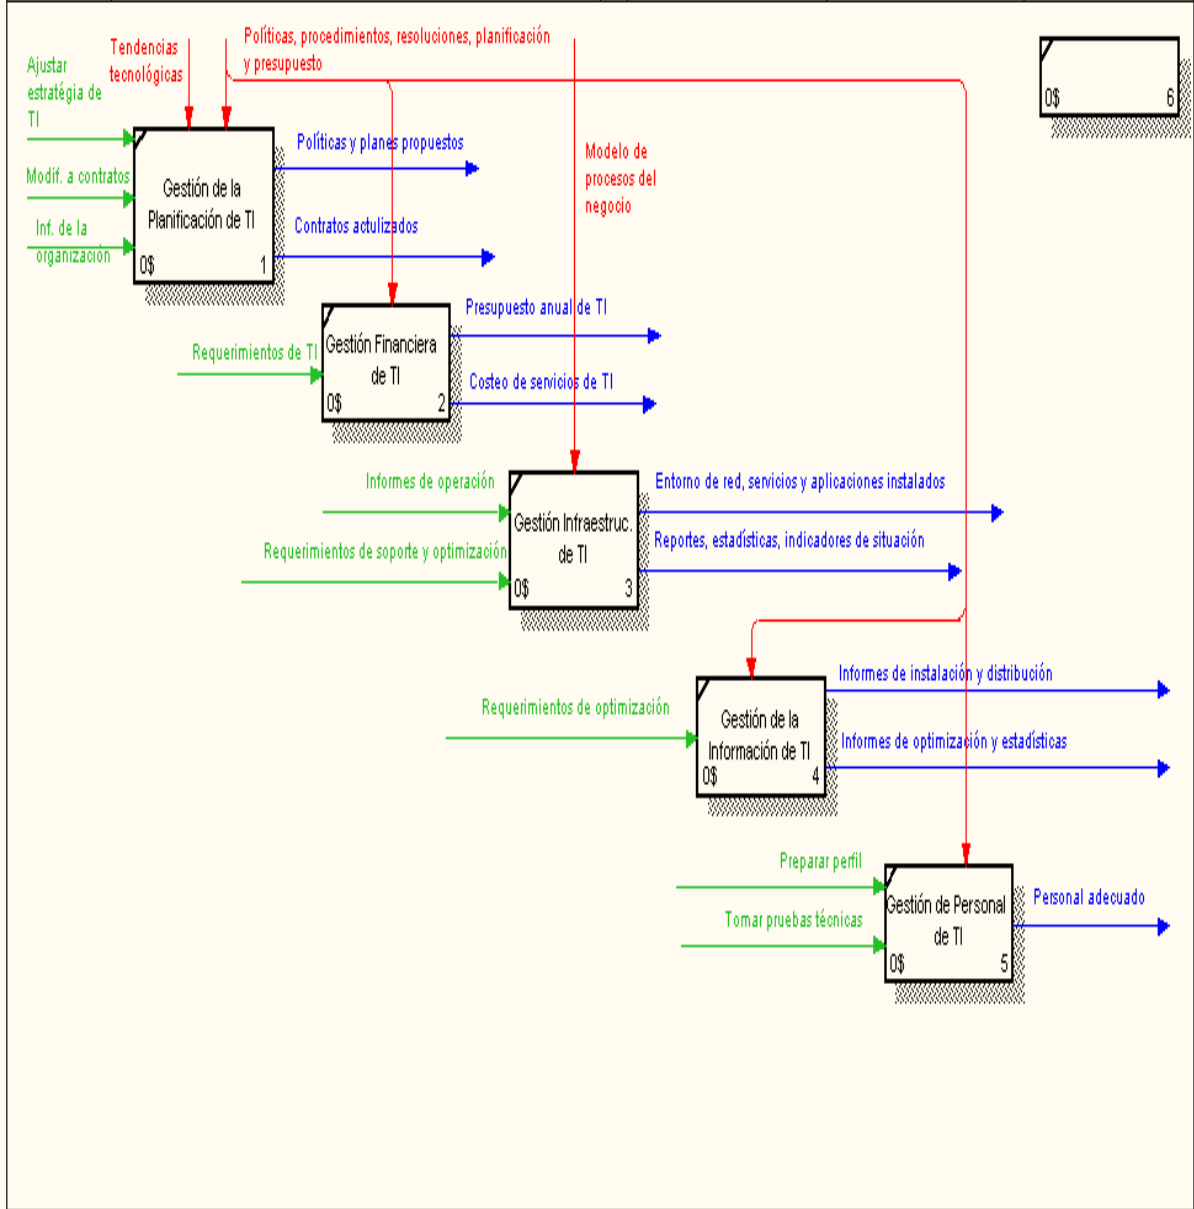 Tendencias
tecnológicas
Políticas, procedimientos, resoluciones, planificación
y presupuesto
Ajustar
estratégia de
TI
Modif. a contratos
Inf. de la
organización
Gestión de la
Planificación de TI
0$ 1
Políticas y planes propuestos
Contratos actulizados
Modelo de
procesos del
negocio
0$ 6
Requerimientos de TI
Gestión Financiera
de TI
0$ 2
Presupuesto anual de TI
Costeo de servicios de TI
Informes de operación
Requerimientos de soporte y optimización
Gestión Infraestruc.
de TI
0$ 3
Entorno de red, servicios y aplicaciones instalados
Reportes, estadísticas, indicadores de situación
Requerimientos de optimización
Gestión de la
Información de TI
0$ 4
Informes de instalación y distribución
Informes de optimización y estadísticas
Preparar perfil
Tomar pruebas técnicas
Gestión de Personal
de TI
0$ 5
Personal adecuado